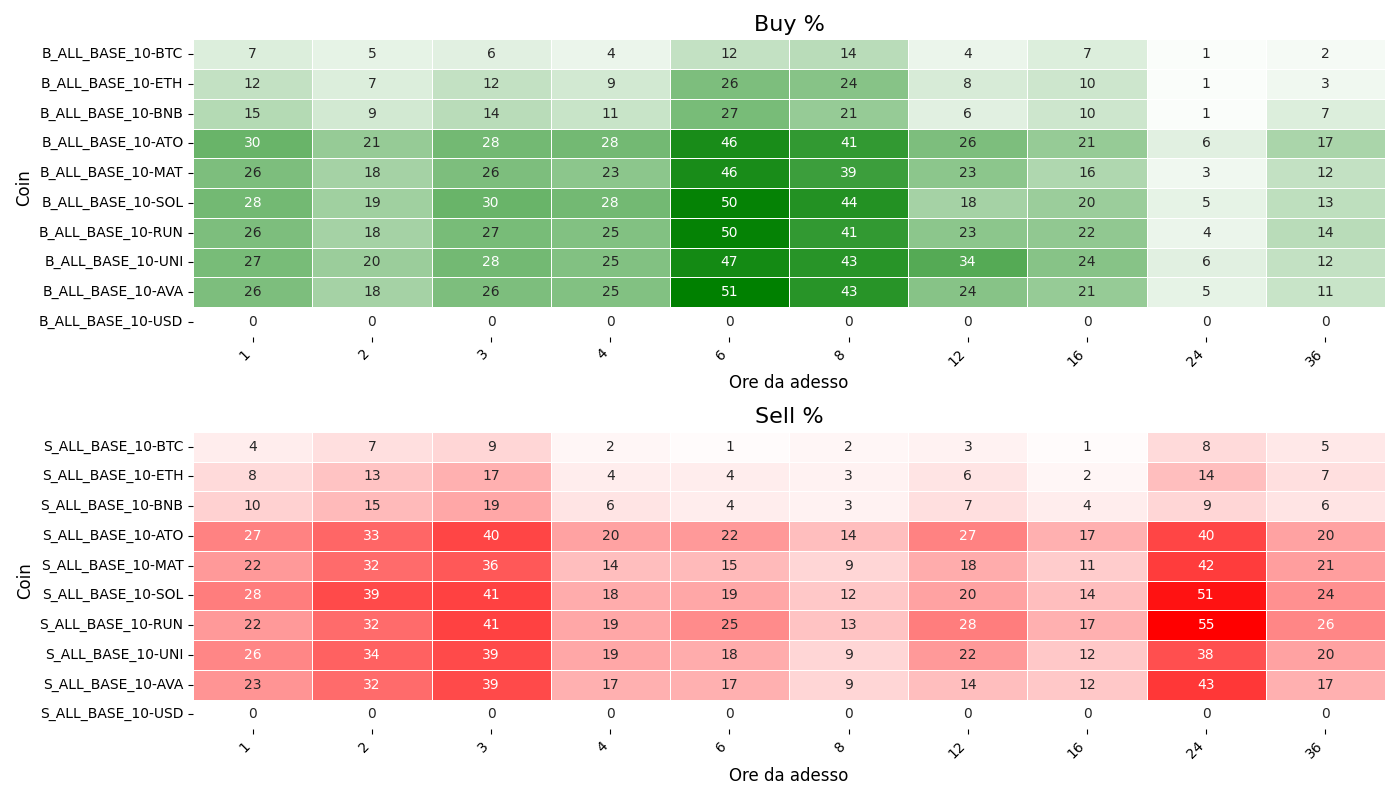 Buy %
B_ALL_BASE_10-BTC 7 5 6 4 12 14 4 7 1 2
B_ALL_BASE_10-ETH 12 7 12 9 26 24 8 10 1 3
B_ALL_BASE_10-BNB 15 9 14 11 27 21 6 10 1 7
B_ALL_BASE_10-ATO 30 21 28 28 46 41 26 21 6 17
B_ALL_BASE_10-MAT 26 18 26 23 46 39 23 16 3 12
Coin
B_ALL_BASE_10-SOL 28 19 30 28 50 44 18 20 5 13
B_ALL_BASE_10-RUN 26 18 27 25 50 41 23 22 4 14
B_ALL_BASE_10-UNI 27 20 28 25 47 43 34 24 6 12
B_ALL_BASE_10-AVA 26 18 26 25 51 43 24 21 5 11
B_ALL_BASE_10-USD 0 0 0 0 0 0 0 0 0 0
1 2 3 4 6 8 12 16 24 36
Ore da adesso
Sell %
S_ALL_BASE_10-BTC 4 7 9 2 1 2 3 1 8 5
S_ALL_BASE_10-ETH 8 13 17 4 4 3 6 2 14 7
S_ALL_BASE_10-BNB 10 15 19 6 4 3 7 4 9 6
S_ALL_BASE_10-ATO 27 33 40 20 22 14 27 17 40 20
S_ALL_BASE_10-MAT 22 32 36 14 15 9 18 11 42 21
Coin
S_ALL_BASE_10-SOL 28 39 41 18 19 12 20 14 51 24
S_ALL_BASE_10-RUN 22 32 41 19 25 13 28 17 55 26
S_ALL_BASE_10-UNI 26 34 39 19 18 9 22 12 38 20
S_ALL_BASE_10-AVA 23 32 39 17 17 9 14 12 43 17
S_ALL_BASE_10-USD 0 0 0 0 0 0 0 0 0 0
1 2 3 4 6 8 12 16 24 36
Ore da adesso